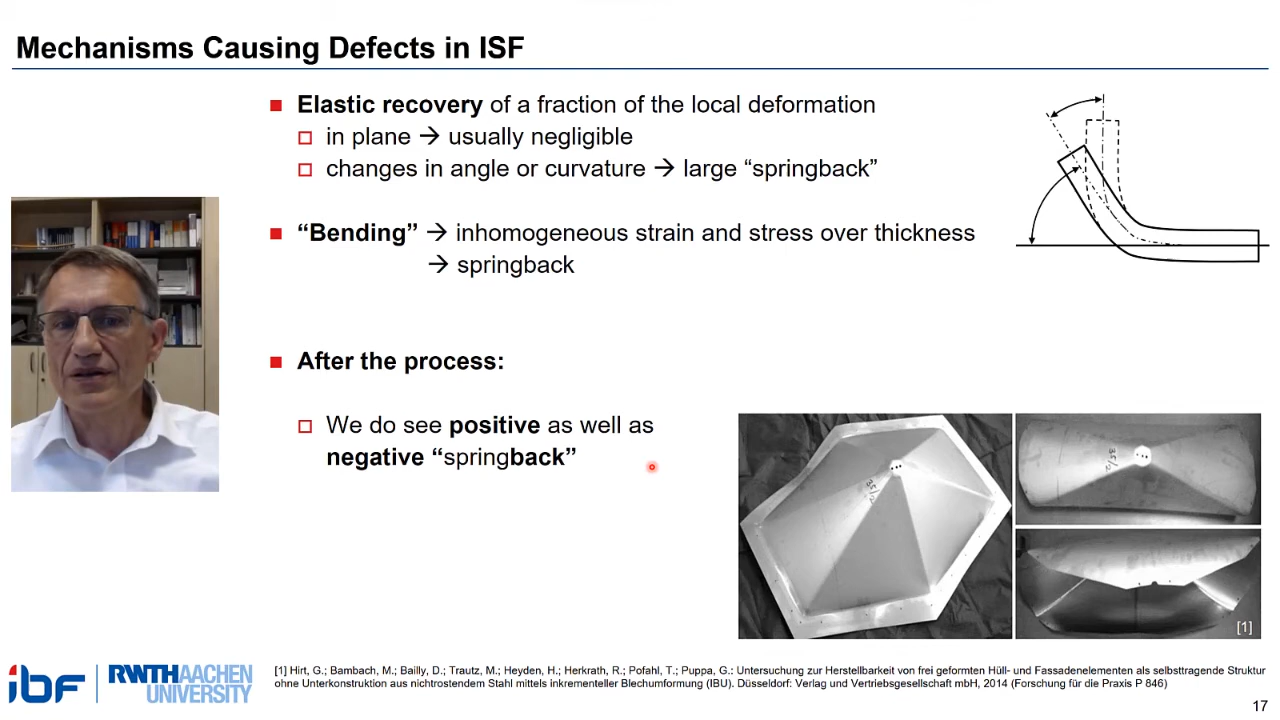 Mechanisms Causing Defects in ISF
Elastic recovery of a fraction of the local deformation
in plane → usually negligible
changes in angle or curvature → large “springback”
“Bending” → inhomogeneous strain and stress over thickness
→ springback
After the process:
We do see positive as well as
negative “springback”
35/2
[1]
ibf
RWTHAACHEN
UNIVERSITY
[1] Hirt, G.; Bambach, M.; Bailly, D.; Trautz, M.; Heyden, H.; Herkrath, R.; Pofahl, T.; Puppa, G.: Untersuchung zur Herstellbarkeit von frei geformten Hüll- und Fassadenelementen als selbsttragende Struktur
ohne Unterkonstruktion aus nichtrostendem Stahl mittels inkrementeller Blechumformung (IBU). Düsseldorf: Verlag und Vertriebsgesellschaft mbH, 2014 (Forschung für die Praxis P 846)
17